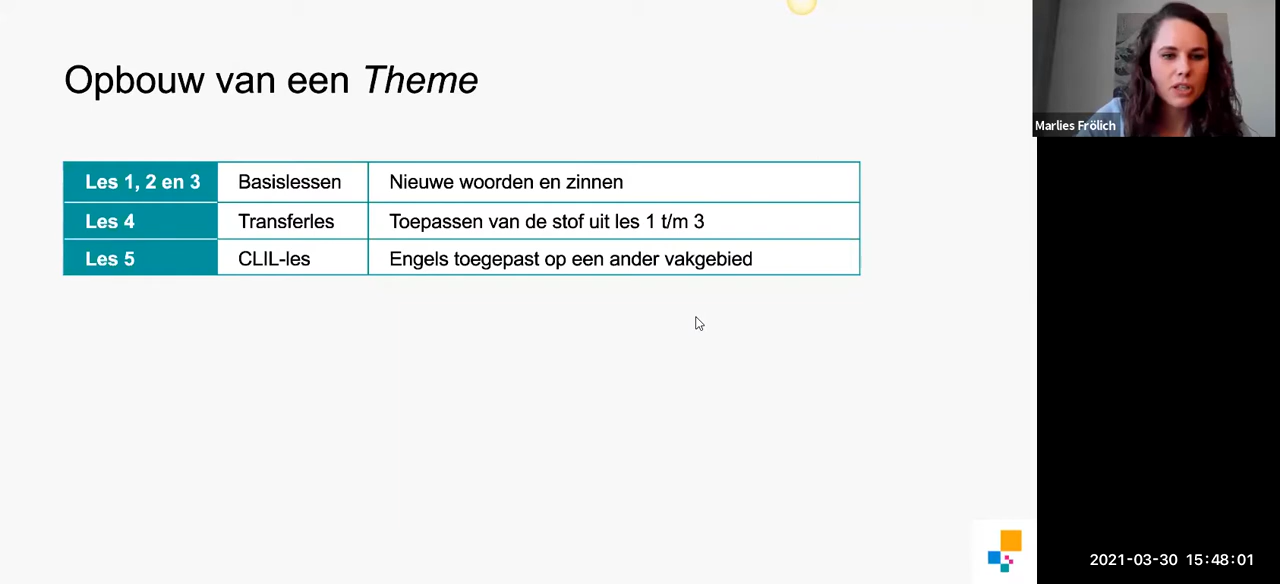 Opbouw van een Theme
Marlies Frölich
Les 1, 2 en 3 Basislessen Nieuwe woorden en zinnen
Les 4 Transferles Toepassen van de stof uit les 1 t/m 3
Les 5 CLIL-les Engels toegepast op een ander vakgebied
2021-03-30 15:48:01